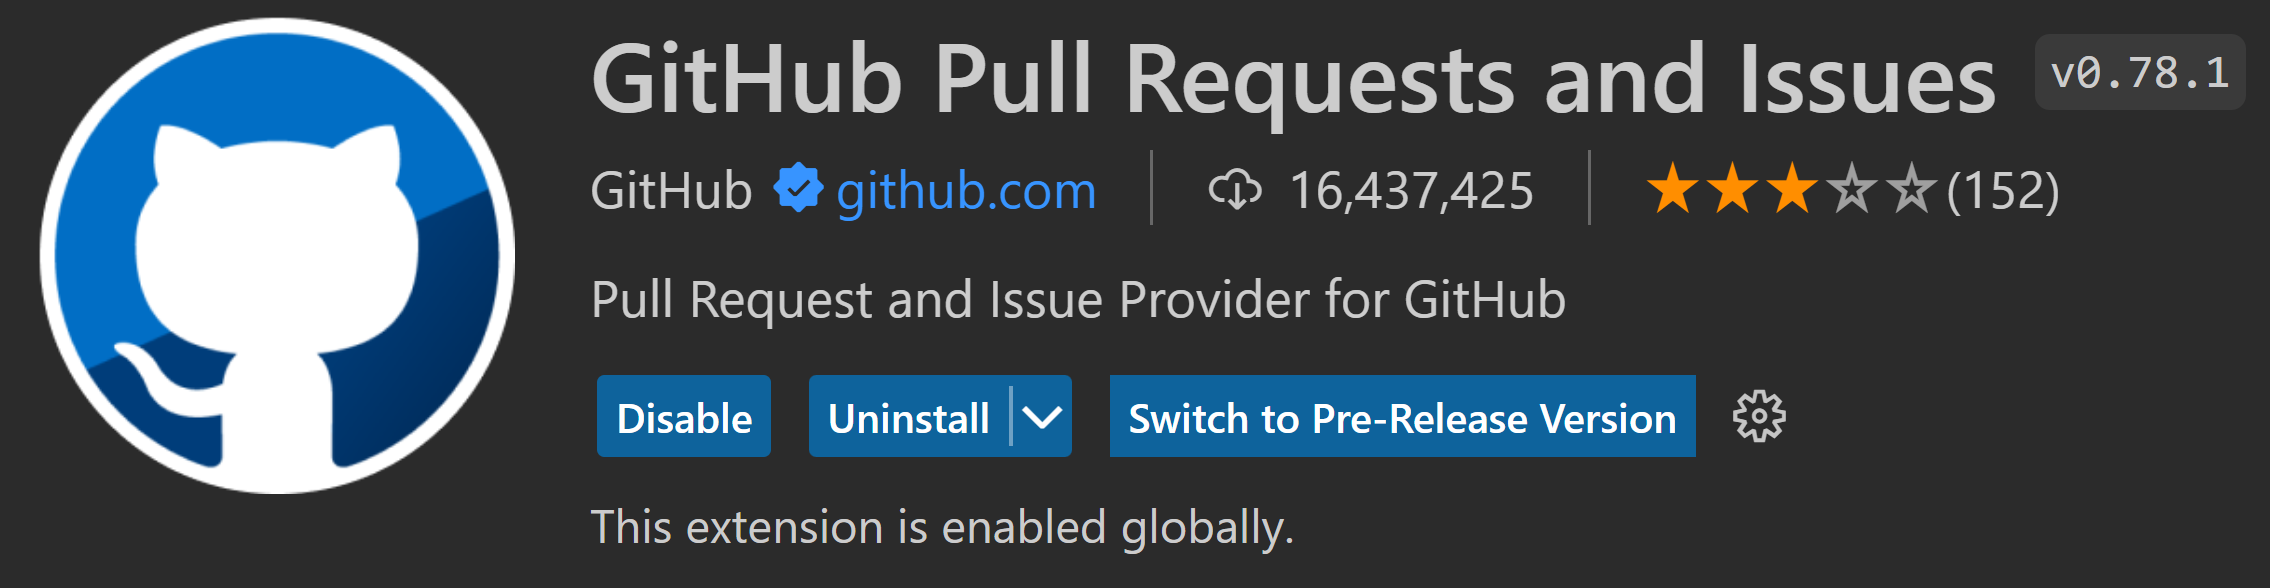 GitHub Pull Requests and Issues v0.78.1
GitHub github.com 16,437,425 (152)
Pull Request and Issue Provider for GitHub
Disable Uninstall Switch to Pre-Release Version
This extension is enabled globally.